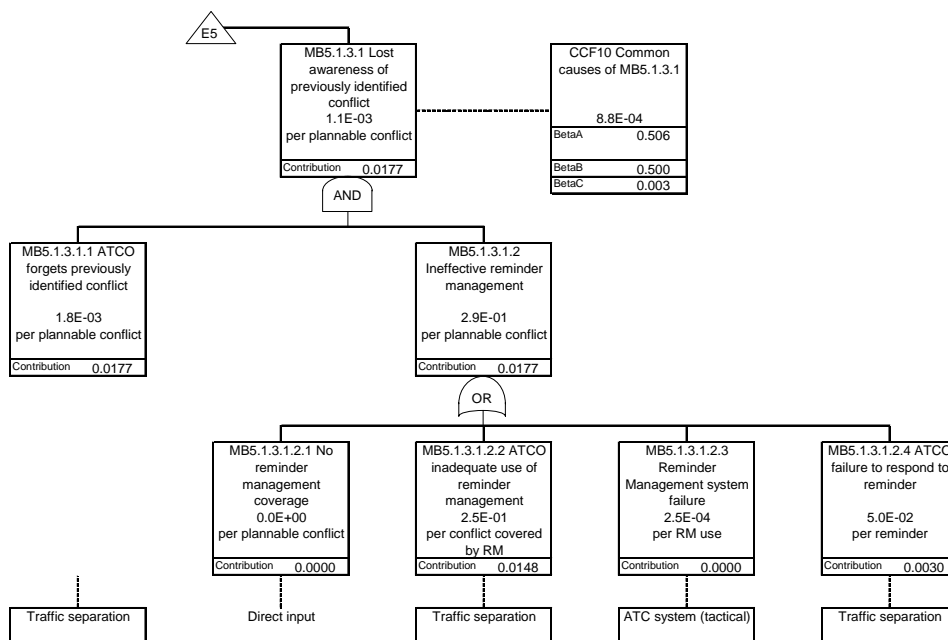 E5
MB5.1.3.1 Lost
awareness of
previously identified
conflict
1.1E-03
per plannable conflict
Contribution 0.0177
CCF10 Common
causes of MB5.1.3.1
8.8E-04
BetaA 0.506
BetaB 0.500
BetaC 0.003
AND
MB5.1.3.1.1 ATCO
forgets previously
identified conflict
1.8E-03
per plannable conflict
Contribution 0.0177
MB5.1.3.1.2
Ineffective reminder
management
2.9E-01
per plannable conflict
Contribution 0.0177
OR
MB5.1.3.1.2.1 No
reminder
management
coverage
0.0E+00
per plannable conflict
Contribution 0.0000
MB5.1.3.1.2.2 ATCO
inadequate use of
reminder
management
2.5E-01
per conflict covered
by RM
Contribution 0.0148
MB5.1.3.1.2.3
Reminder
Management system
failure
2.5E-04
per RM use
Contribution 0.0000
MB5.1.3.1.2.4 ATCO
failure to respond to
reminder
5.0E-02
per reminder
Contribution 0.0030
Traffic separation
Direct input
Traffic separation
ATC system (tactical)
Traffic separation